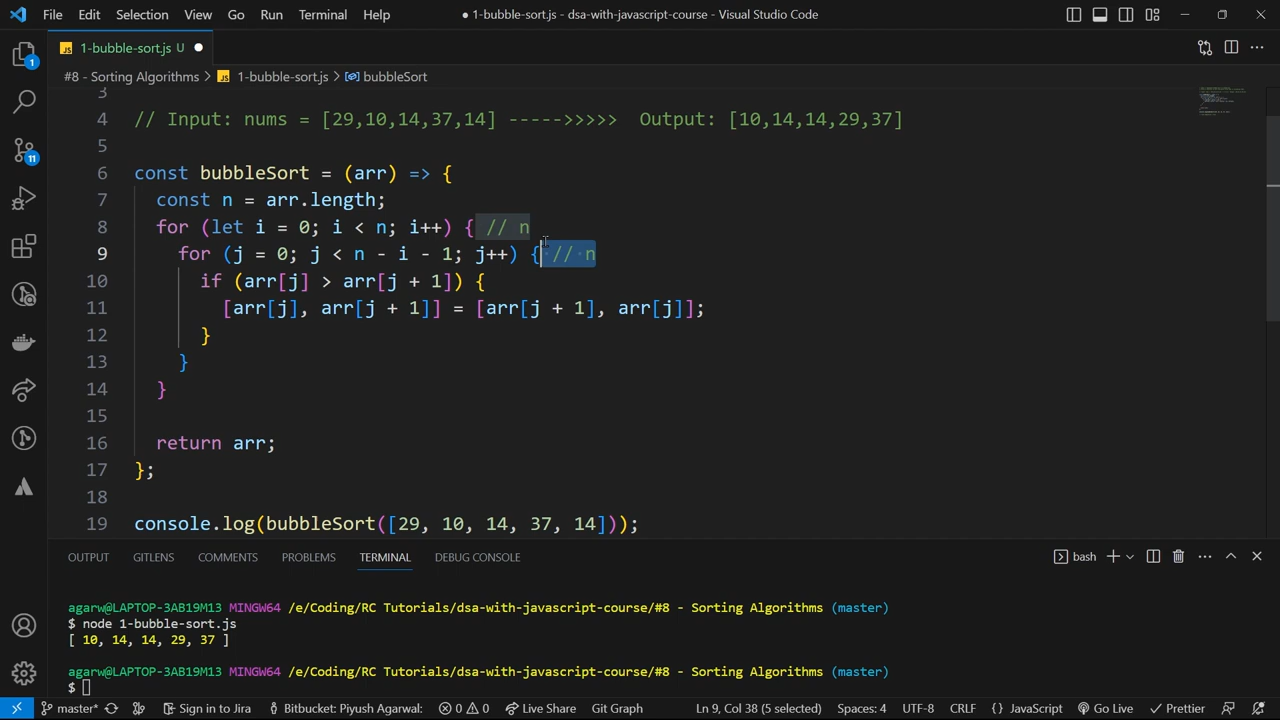 File Edit Selection View Go Run Terminal Help
● 1-bubble-sort.js - dsa-with-javascript-course - Visual Studio Code
JS 1-bubble-sort.js U ●
#8 - Sorting Algorithms > JS 1-bubble-sort.js > bubbleSort
3
4 // Input: nums = [29,10,14,37,14] ----->>>>> Output: [10,14,14,29,37]
5
6 const bubbleSort = (arr) => {
7 const n = arr.length;
8 for (let i = 0; i < n; i++) { // n
9 for (j = 0; j < n - i - 1; j++) { // n
10 if (arr[j] > arr[j + 1]) {
11 [arr[j], arr[j + 1]] = [arr[j + 1], arr[j]];
12 }
13 }
14 }
15
16 return arr;
17 };
18
19 console.log(bubbleSort([29, 10, 14, 37, 14]));
1
11
OUTPUT GITLENS COMMENTS PROBLEMS TERMINAL DEBUG CONSOLE
bash
agarw@LAPTOP-3AB19M13 MINGW64 /e/Coding/RC Tutorials/dsa-with-javascript-course/#8 - Sorting Algorithms (master)
$ node 1-bubble-sort.js
[ 10, 14, 14, 29, 37 ]
agarw@LAPTOP-3AB19M13 MINGW64 /e/Coding/RC Tutorials/dsa-with-javascript-course/#8 - Sorting Algorithms (master)
$
master* Sign in to Jira Bitbucket: Piyush Agarwal: 0 0 Live Share Git Graph Ln 9, Col 38 (5 selected) Spaces: 4 UTF-8 CRLF {} JavaScript Go Live Prettier